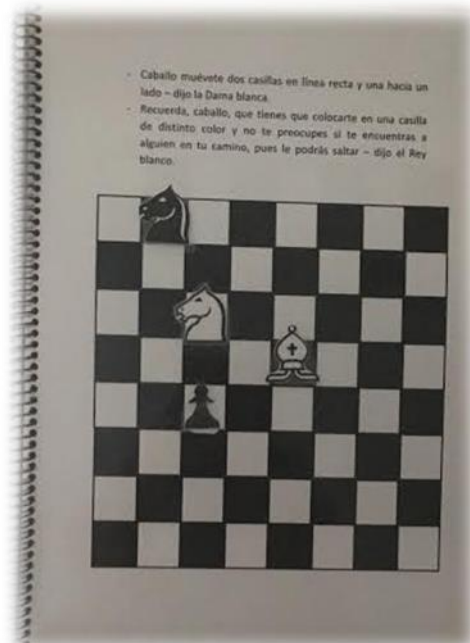 - Caballo muévete dos casillas en línea recta y una hacia un
lado – dijo la Dama blanca.
- Recuerda, caballo, que tienes que colocarte en una casilla
de distinto color y no te preocupes si te encuentras a
alguien en tu camino, pues le podrás saltar – dijo el Rey
blanco.